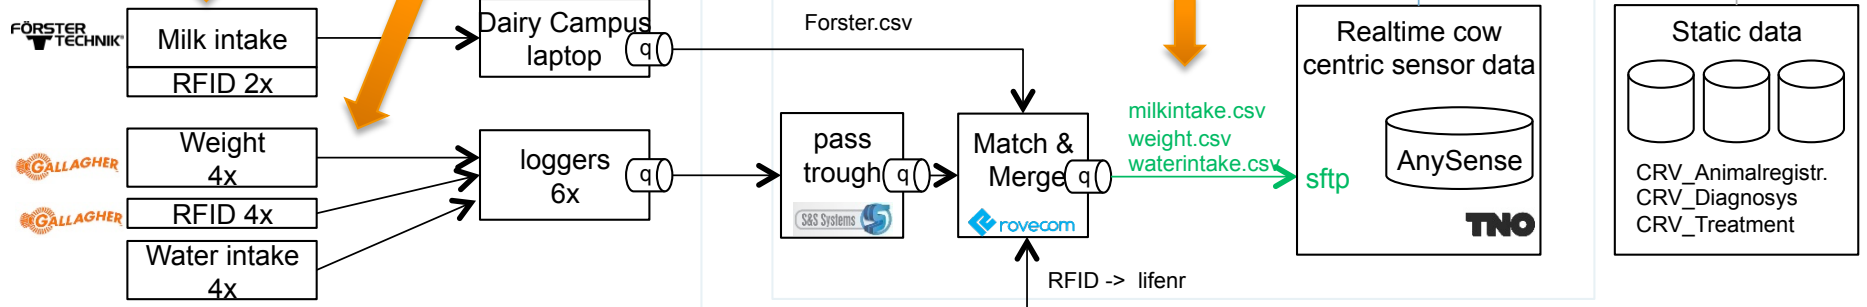 FÖRSTER
TECHNIK
Milk intake
RFID 2x
Dairy Campus
laptop
q
Forster.csv
Weight
4x
GALLAGHER
RFID 4x
GALLAGHER
Water intake
4x
loggers
6x
q
pass
trough
q
S&S Systems
Match &
Merge
q
rovecom
RFID -> lifenr
milkintake.csv
weight.csv
waterintake.csv
sftp
Realtime cow
centric sensor data
AnySense
TNO
Static data
CRV_Animalregistr.
CRV_Diagnosys
CRV_Treatment